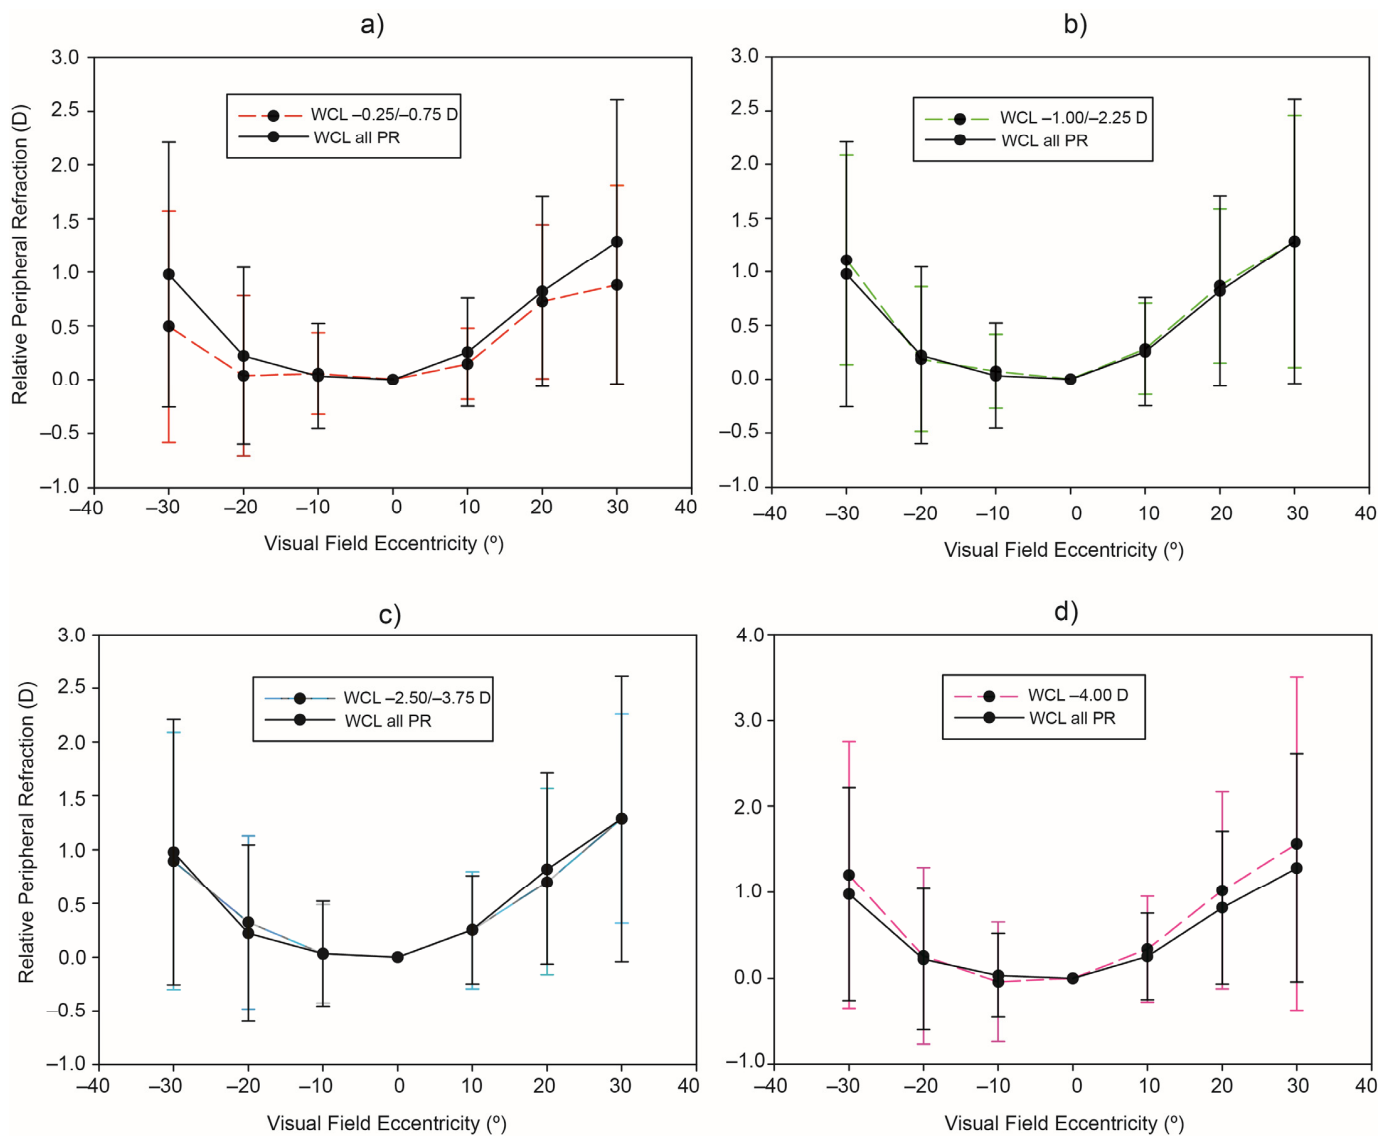 a)
3.0
2.5
2.0
1.5
1.0
0.5
0.0
–0.5
–1.0
Relative Peripheral Refraction (D)
WCL –0.25/–0.75 D
WCL all PR
–40 –30 –20 –10 0 10 20 30 40
Visual Field Eccentricity (º)
b)
3.0
2.5
2.0
1.5
1.0
0.5
0.0
–0.5
–1.0
WCL –1.00/–2.25 D
WCL all PR
–40 –30 –20 –10 0 10 20 30 40
Visual Field Eccentricity (º)
c)
3.0
2.5
2.0
1.5
1.0
0.5
0.0
–0.5
–1.0
Relative Peripheral Refraction (D)
WCL –2.50/–3.75 D
WCL all PR
–40 –30 –20 –10 0 10 20 30 40
Visual Field Eccentricity (º)
d)
4.0
3.0
2.0
1.0
0.0
–1.0
WCL –4.00 D
WCL all PR
–40 –30 –20 –10 0 10 20 30 40
Visual Field Eccentricity (º)